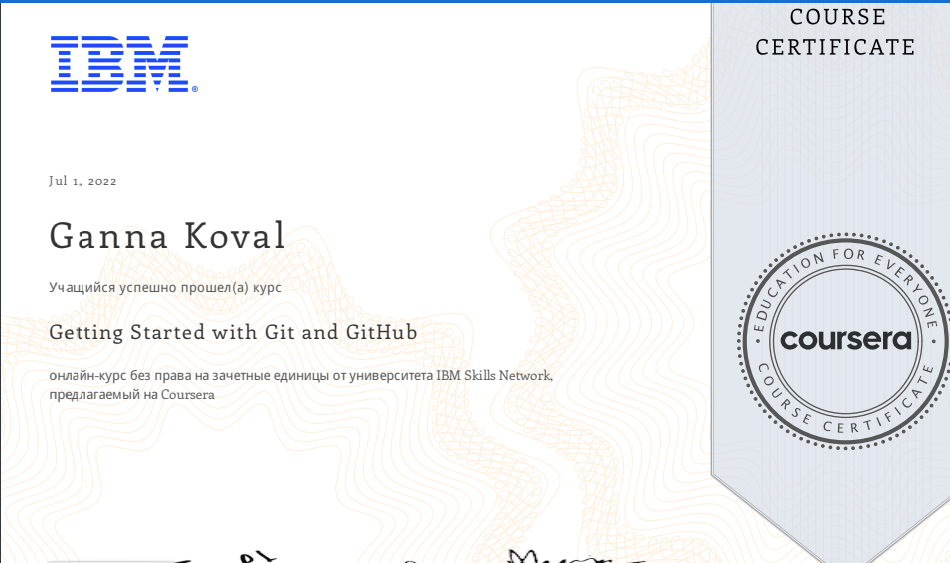 COURSE
CERTIFICATE
IBM®
Jul 1, 2022
Ganna Koval
Учащийся успешно прошел(а) курс
Getting Started with Git and GitHub
онлайн-курс без права на зачетные единицы от университета IBM Skills Network,
предлагаемый на Coursera
EDUCATION FOR EVERYONE
coursera
COURSE CERTIFICATE